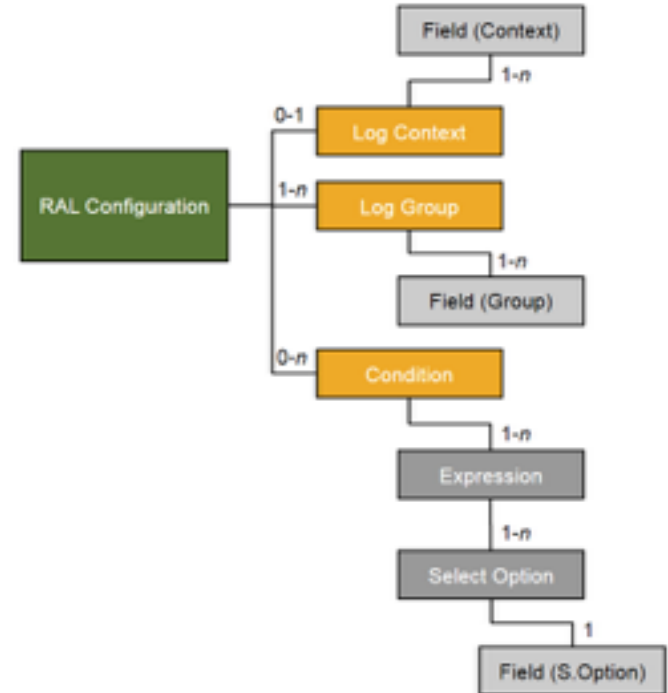 Field (Context)
1-n
0-1
Log Context
RAL Configuration
1-n
Log Group
1-n
Field (Group)
0-n
Condition
1-n
Expression
1-n
Select Option
1
Field (S.Option)